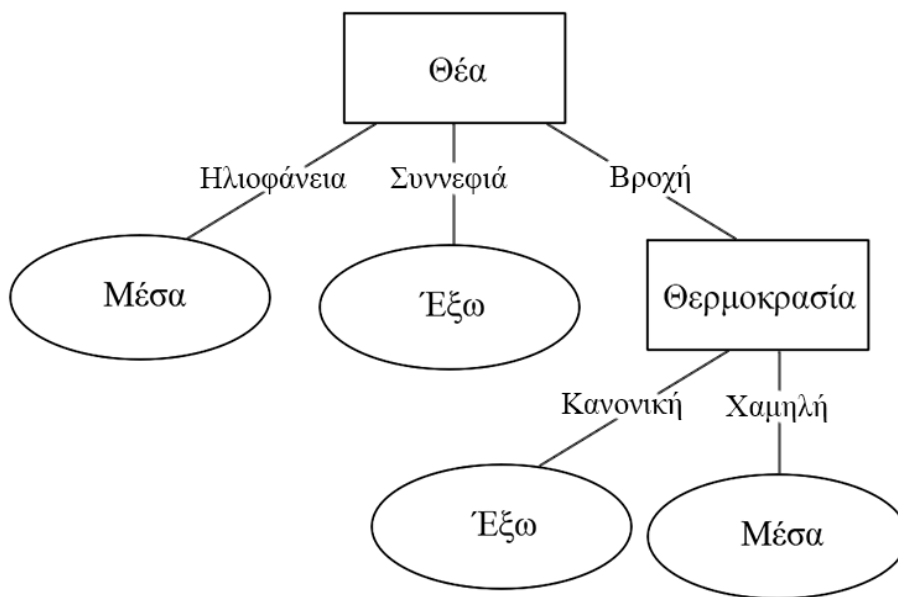 Θέα
Ηλιοφάνεια
Συννεφιά
Βροχή
Μέσα
Έξω
Θερμοκρασία
Κανονική
Χαμηλή
Έξω
Μέσα